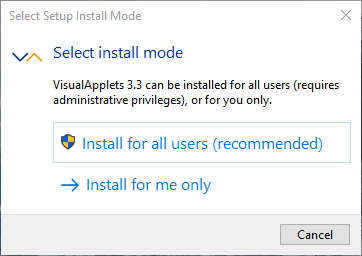 Select Setup Install Mode
Select install mode
VisualApplets 3.3 can be installed for all users (requires
administrative privileges), or for you only.
Install for all users (recommended)
Install for me only
Cancel